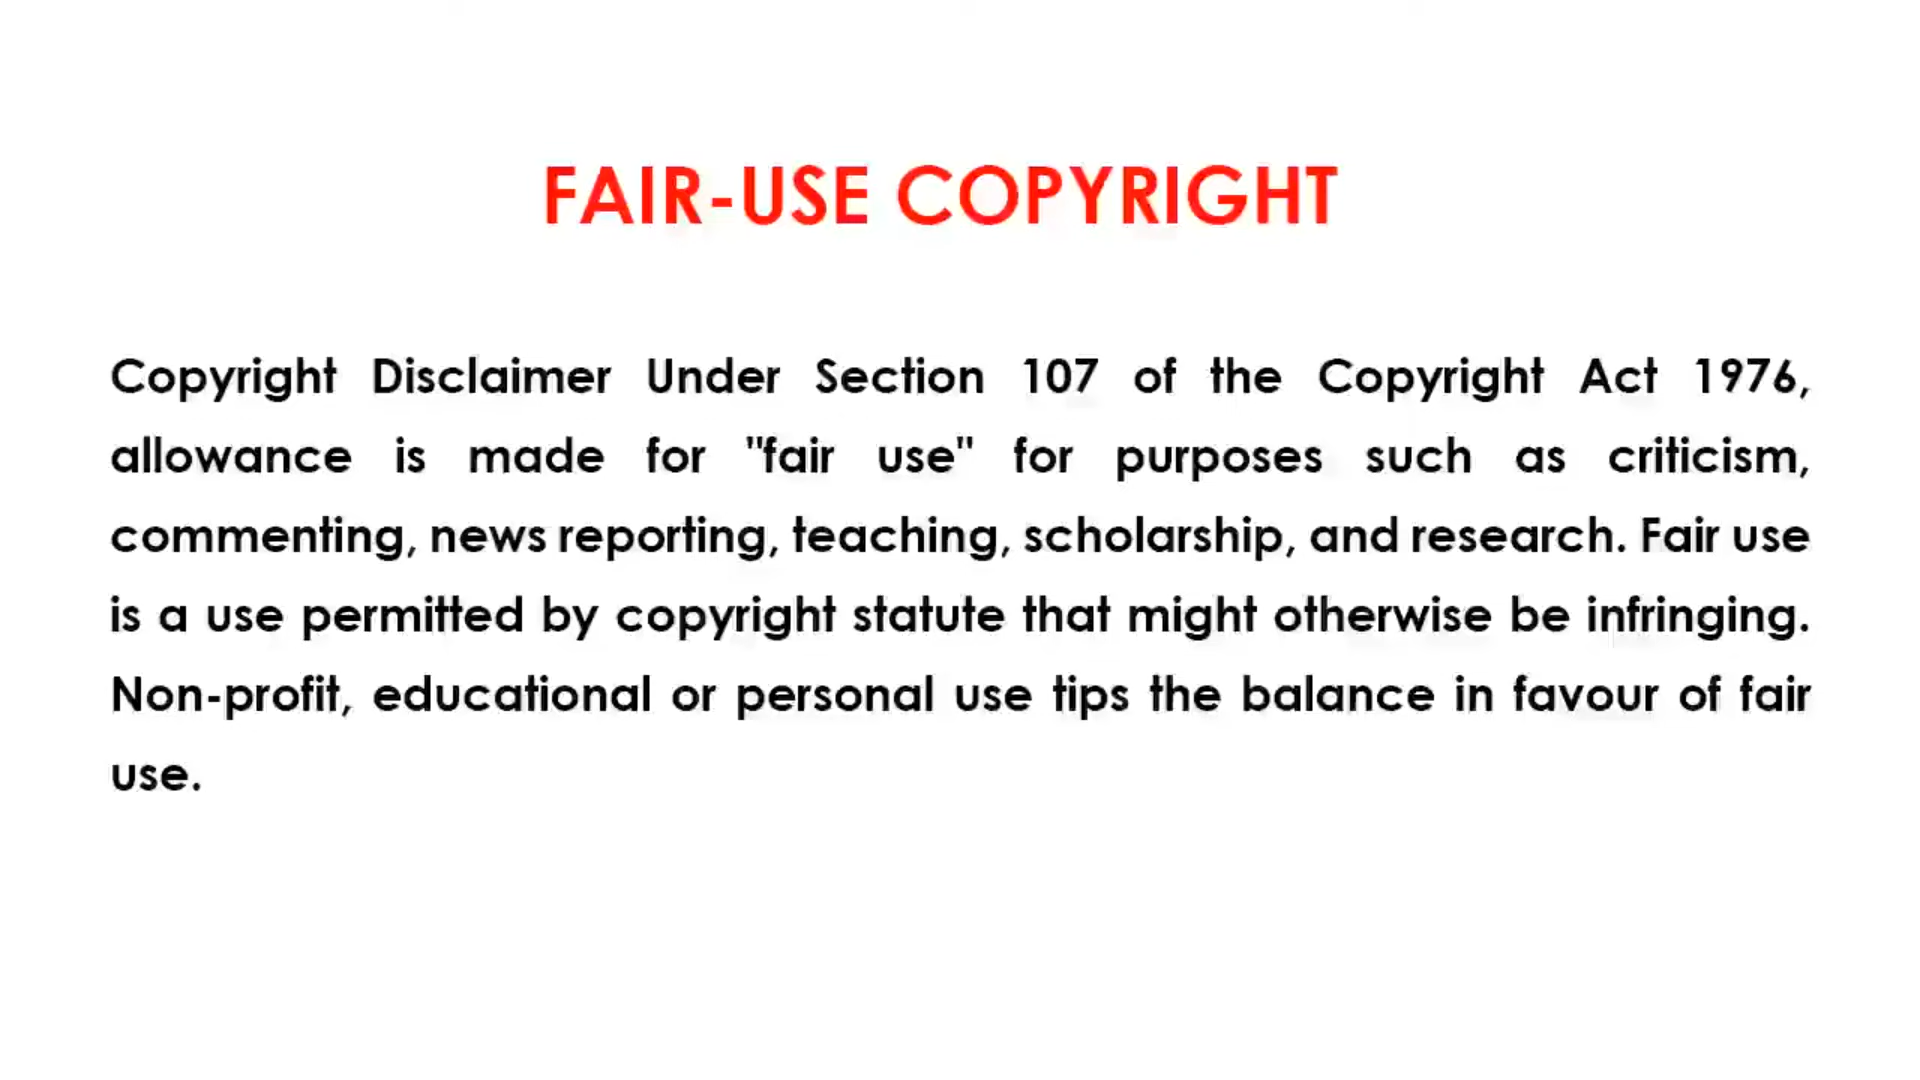 FAIR-USE COPYRIGHT
Copyright Disclaimer Under Section 107 of the Copyright Act 1976,
allowance is made for "fair use" for purposes such as criticism,
commenting, news reporting, teaching, scholarship, and research. Fair use
is a use permitted by copyright statute that might otherwise be infringing.
Non-profit, educational or personal use tips the balance in favour of fair
use.